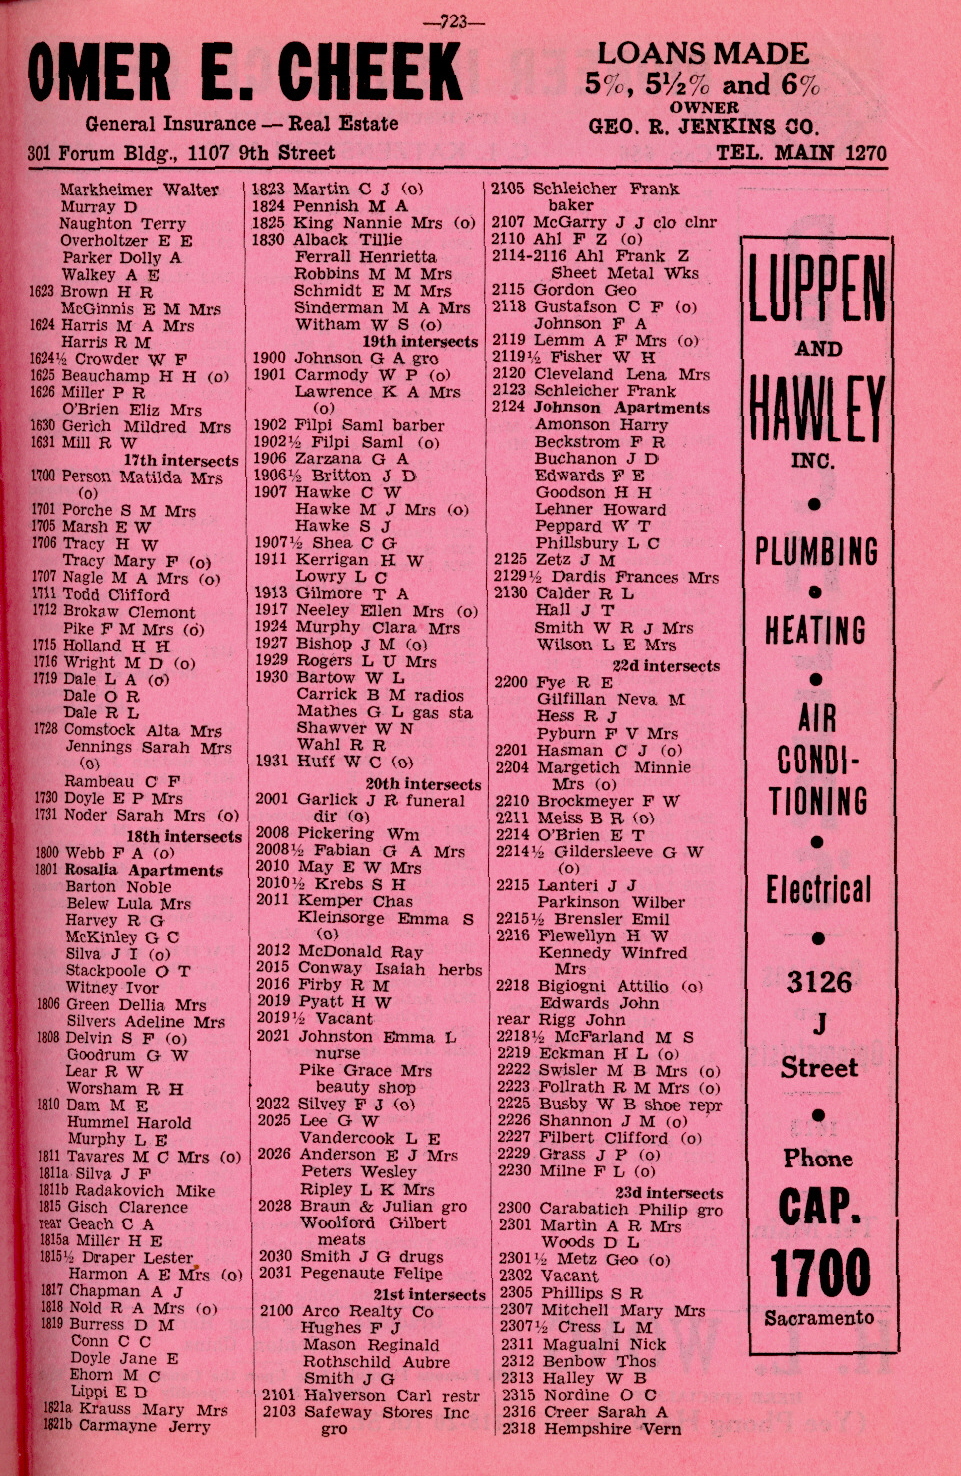 —723—
OMER E. CHEEK
General Insurance — Real Estate
301 Forum Bldg., 1107 9th Street
LOANS MADE
5%, 5½% and 6%
OWNER
GEO. R. JENKINS CO.
TEL. MAIN 1270
Markheimer Walter
Murray D
Naughton Terry
Overholtzer E E
Parker Dolly A
Walkey A E
1623 Brown H R
McGinnis E M Mrs
1624 Harris M A Mrs
Harris R M
1624½ Crowder W F
1625 Beauchamp H H (o)
1626 Miller P R
O'Brien Eliz Mrs
1630 Gerich Mildred Mrs
1631 Mill R W
17th intersects
1700 Person Matilda Mrs
(o)
1701 Porche S M Mrs
1705 Marsh E W
1706 Tracy H W
Tracy Mary F (o)
1707 Nagle M A Mrs (o)
1711 Todd Clifford
1712 Brokaw Clemont
Pike F M Mrs (o)
1715 Holland H H
1716 Wright M D (o)
1719 Dale L A (o)
Dale O R
Dale R L
1728 Comstock Alta Mrs
Jennings Sarah Mrs
(o)
Rambeau C F
1730 Doyle E P Mrs
1731 Noder Sarah Mrs (o)
18th intersects
1800 Webb F A (o)
1801 Rosalia Apartments
Barton Noble
Belew Lula Mrs
Harvey R G
McKinley G C
Silva J I (o)
Stackpoole O T
Witney Ivor
1806 Green Dellia Mrs
Silvers Adeline Mrs
1808 Delvin S F (o)
Goodrum G W
Lear R W
Worsham R H
1810 Dam M E
Hummel Harold
Murphy L E
1811 Tavares M C Mrs (o)
1811a Silva J F
1811b Radakovich Mike
1815 Gisch Clarence
rear Geach C A
1815a Miller H E
1815½ Draper Lester
Harmon A E Mrs (o)
1817 Chapman A J
1818 Nold R A Mrs (o)
1819 Burress D M
Conn C C
Doyle Jane E
Ehorn M C
Lippi E D
1821a Krauss Mary Mrs
1821b Carmayne Jerry
1823 Martin C J (o)
1824 Pennish M A
1825 King Nannie Mrs (o)
1830 Alback Tillie
Ferrall Henrietta
Robbins M M Mrs
Schmidt E M Mrs
Sinderman M A Mrs
Witham W S (o)
19th intersects
1900 Johnson G A gro
1901 Carmody W P (o)
Lawrence K A Mrs
(o)
1902 Filpi Saml barber
1902½ Filpi Saml (o)
1906 Zarzana G A
1906½ Britton J D
1907 Hawke C W
Hawke M J Mrs (o)
Hawke S J
1907½ Shea C G
1911 Kerrigan H W
Lowry L C
1913 Gilmore T A
1917 Neeley Ellen Mrs (o)
1924 Murphy Clara Mrs
1927 Bishop J M (o)
1929 Rogers L U Mrs
1930 Bartow W L
Carrick B M radios
Mathes G L gas sta
Shawver W N
Wahl R R
1931 Huff W C (o)
20th intersects
2001 Garlick J R funeral
dir (o)
2008 Pickering Wm
2008½ Fabian G A Mrs
2010 May E W Mrs
2010½ Krebs S H
2011 Kemper Chas
Kleinsorge Emma S
(o)
2012 McDonald Ray
2015 Conway Isaiah herbs
2016 Firby R M
2019 Pyatt H W
2019½ Vacant
2021 Johnston Emma L
nurse
Pike Grace Mrs
beauty shop
2022 Silvey F J (o)
2025 Lee G W
Vandercook L E
2026 Anderson E J Mrs
Peters Wesley
Ripley L K Mrs
2028 Braun & Julian gro
Woolford Gilbert
meats
2030 Smith J G drugs
2031 Pegenaute Felipe
21st intersects
2100 Arco Realty Co
Hughes F J
Mason Reginald
Rothschild Aubre
Smith J G
2101 Halverson Carl restr
2103 Safeway Stores Inc
gro
2105 Schleicher Frank
baker
2107 McGarry J J clo clnr
2110 Ahl F Z (o)
2114-2116 Ahl Frank Z
Sheet Metal Wks
2115 Gordon Geo
2118 Gustafson C F (o)
Johnson F A
2119 Lemm A F Mrs (o)
2119½ Fisher W H
2120 Cleveland Lena Mrs
2123 Schleicher Frank
2124 Johnson Apartments
Amonson Harry
Beckstrom F R
Buchanon J D
Edwards F E
Goodson H H
Lehner Howard
Peppard W T
Phillsbury L C
2125 Zetz J M
2129½ Dardis Frances Mrs
2130 Calder R L
Hall J T
Smith W R J Mrs
Wilson L E Mrs
22d intersects
2200 Fye R E
Gilfillan Neva M
Hess R J
Pyburn F V Mrs
2201 Hasman C J (o)
2204 Margetich Minnie
Mrs (o)
2210 Brockmeyer F W
2211 Meiss B R (o)
2214 O'Brien E T
2214½ Gildersleeve G W
(o)
2215 Lanteri J J
Parkinson Wilber
2215½ Brensler Emil
2216 Flewellyn H W
Kennedy Winfred
Mrs
2218 Bigiogni Attilio (o)
Edwards John
rear Rigg John
2218½ McFarland M S
2219 Eckman H L (o)
2222 Swisler M B Mrs (o)
2223 Follrath R M Mrs (o)
2225 Busby W B shoe repr
2226 Shannon J M (o)
2227 Filbert Clifford (o)
2229 Grass J P (o)
2230 Milne F L (o)
23d intersects
2300 Carabatich Philip gro
2301 Martin A R Mrs
Woods D L
2301½ Metz Geo (o)
2302 Vacant
2305 Phillips S R
2307 Mitchell Mary Mrs
2307½ Cress L M
2311 Magualni Nick
2312 Benbow Thos
2313 Halley W B
2315 Nordine O C
2316 Creer Sarah A
2318 Hempshire Vern
LUPPEN
AND
HAWLEY
INC.
•
PLUMBING
•
HEATING
•
AIR
CONDI-
TIONING
•
Electrical
•
3126
J
Street
•
Phone
CAP.
1700
Sacramento